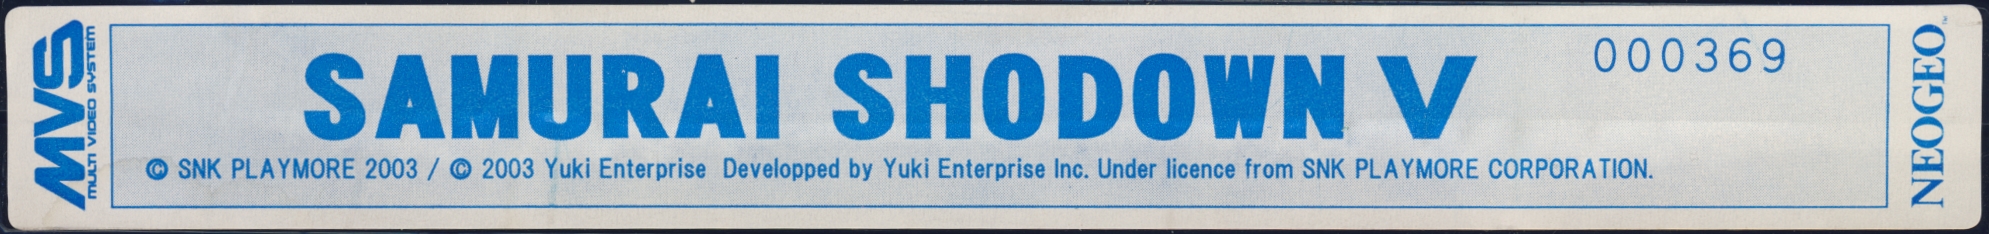 MVS
MULTI VIDEO SYSTEM
SAMURAI SHODOWN V
000369
© SNK PLAYMORE 2003 / © 2003 Yuki Enterprise Developped by Yuki Enterprise Inc. Under licence from SNK PLAYMORE CORPORATION.
NEOGEO™